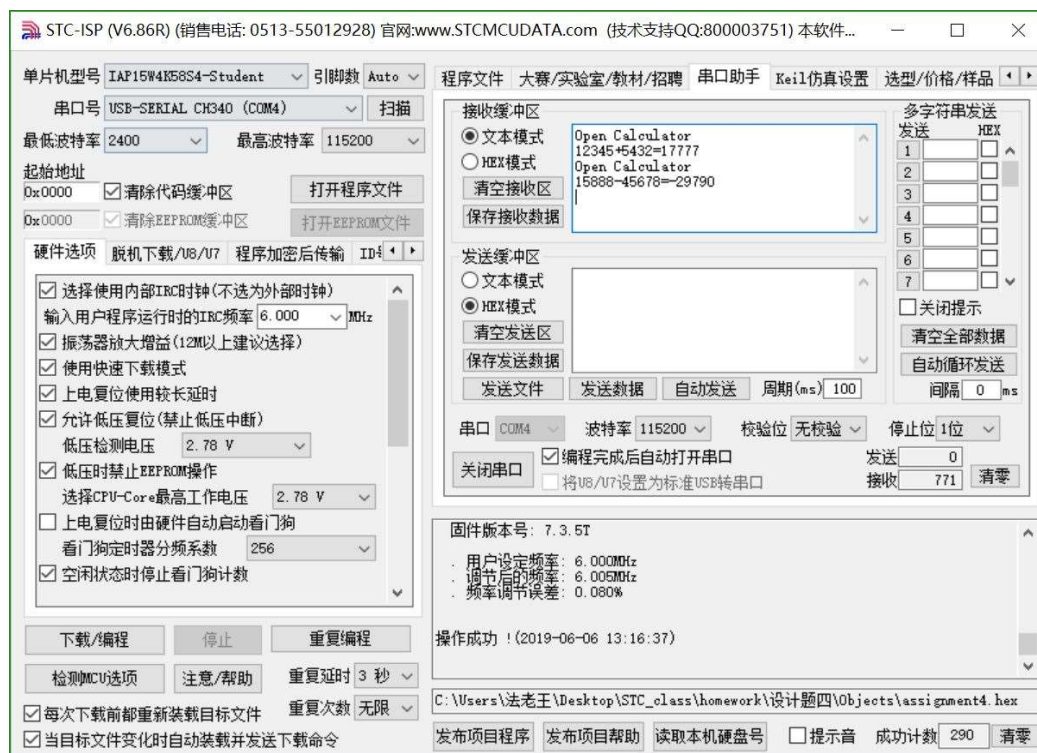 STC-ISP (V6.86R) (销售电话: 0513-55012928) 官网:www.STCMCUDATA.com (技术支持QQ:800003751) 本软件...
单片机型号 IAP15W4K58S4-Student 引脚数 Auto
串口号 USB-SERIAL CH340 (COM4) 扫描
最低波特率 2400 最高波特率 115200
起始地址
0x0000 清除代码缓冲区 打开程序文件
0x0000 清除EEPROM缓冲区 打开EEPROM文件
硬件选项 脱机下载/U8/U7 程序加密后传输
选择使用内部IRC时钟(不选为外部时钟)
输入用户程序运行时的IRC频率 6.000 MHz
振荡器放大增益(12M以上建议选择)
使用快速下载模式
上电复位使用较长延时
允许低压复位(禁止低压中断)
低压检测电压 2.78 V
低压时禁止EEPROM操作
选择CPU-Core最高工作电压 2.78 V
上电复位时由硬件自动启动看门狗
看门狗定时器分频系数 256
空闲状态时停止看门狗计数
下载/编程 停止 重复编程
检测MCU选项 注意/帮助 重复延时 3 秒
每次下载前都重新装载目标文件 重复次数 无限
当目标文件变化时自动装载并发送下载命令
程序文件 大赛/实验室/教材/招聘 串口助手 Keil仿真设置 选型/价格/样品
接收缓冲区
文本模式
HEX模式
清空接收区
保存接收数据
Open Calculator
12345+5432=17777
Open Calculator
15888-45678=-29790
多字符串发送
发送 HEX
1
2
3
4
5
6
7
关闭提示
清空全部数据
自动循环发送
间隔 0 ms
发送缓冲区
文本模式
HEX模式
清空发送区
保存发送数据
发送文件 发送数据 自动发送 周期(ms) 100
串口 COM4 波特率 115200 校验位 无校验 停止位 1位
关闭串口 编程完成后自动打开串口 发送 0
将U8/U7设置为标准USB转串口 接收 771 清零
固件版本号: 7.3.5T
. 用户设定频率: 6.000MHz
. 调节后的频率: 6.005MHz
. 频率调节误差: 0.080%
操作成功 !(2019-06-06 13:16:37)
C:\Users\法老王\Desktop\STC_class\homework\设计题四\Objects\assignment4.hex
发布项目程序 发布项目帮助 读取本机硬盘号 提示音 成功计数 290 清零